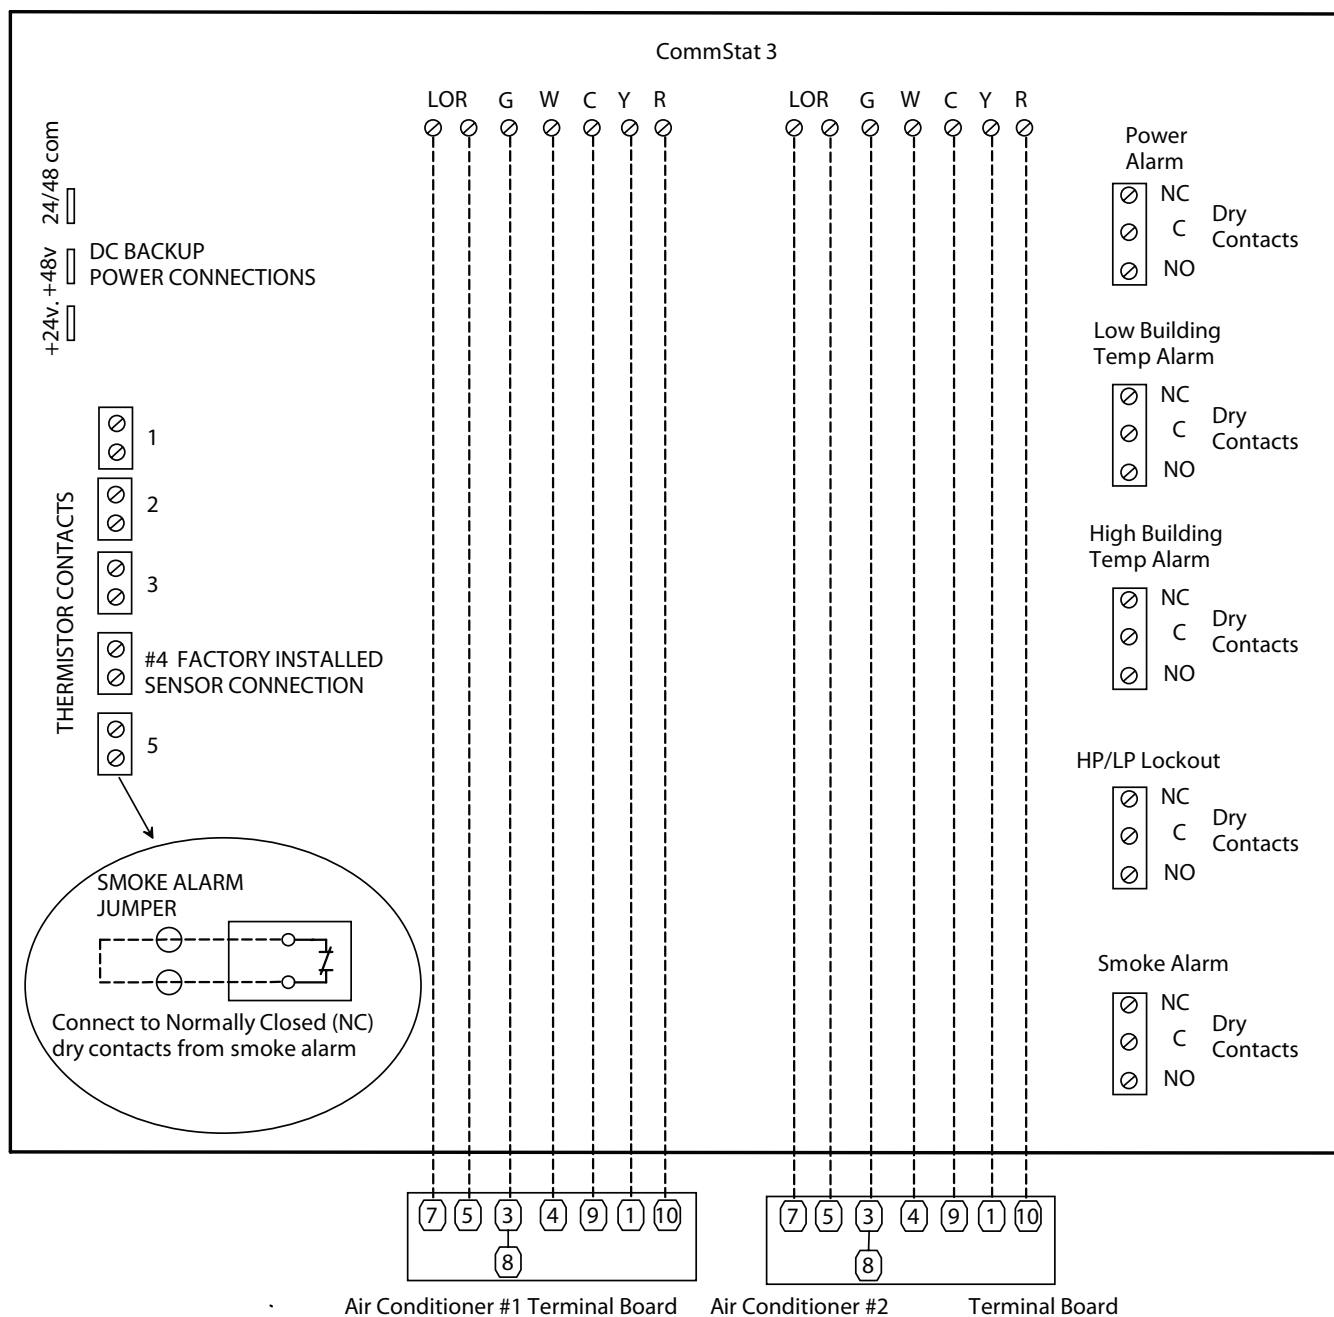 CommStat 3
LOR G W C Y R
LOR G W C Y R
24/48 com
+48v
+24v.
DC BACKUP
POWER CONNECTIONS
THERMISTOR CONTACTS
1
2
3
#4 FACTORY INSTALLED
SENSOR CONNECTION
5
SMOKE ALARM
JUMPER
Connect to Normally Closed (NC)
dry contacts from smoke alarm
Power
Alarm
NC
C
NO
Dry
Contacts
Low Building
Temp Alarm
NC
C
NO
Dry
Contacts
High Building
Temp Alarm
NC
C
NO
Dry
Contacts
HP/LP Lockout
NC
C
NO
Dry
Contacts
Smoke Alarm
NC
C
NO
Dry
Contacts
7 5 3 4 9 1 10
8
7 5 3 4 9 1 10
8
Air Conditioner #1 Terminal Board
Air Conditioner #2 Terminal Board